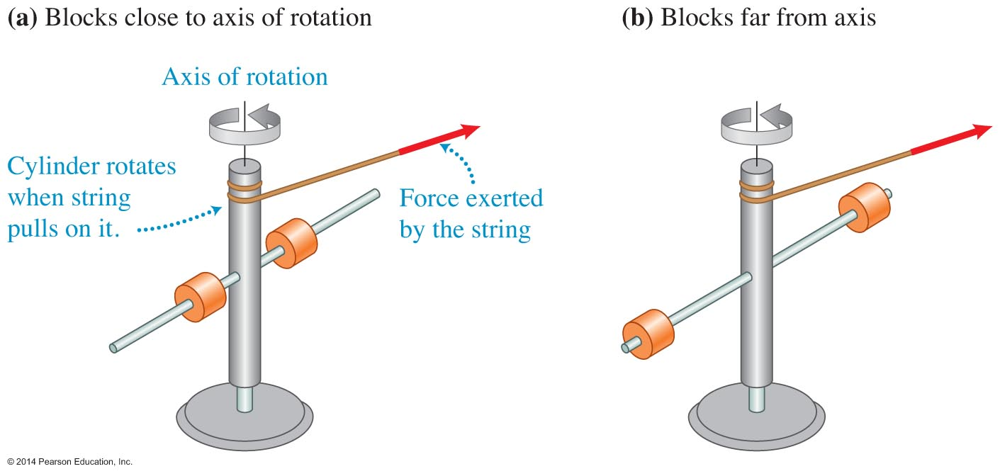 (a) Blocks close to axis of rotation
Axis of rotation
Cylinder rotates
when string
pulls on it.
Force exerted
by the string
(b) Blocks far from axis
© 2014 Pearson Education, Inc.